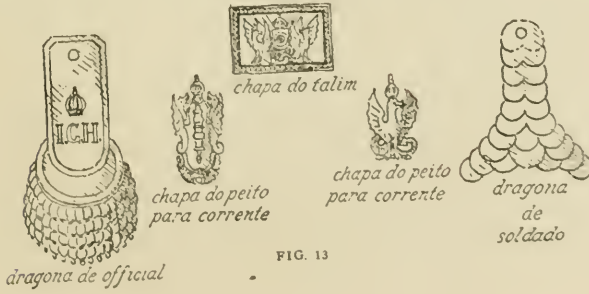 chapa do talim
I.G.H.
chapa do peito
para corrente
chapa do peito
para corrente
dragona
de
soldado
FIG. 13
dragona de official